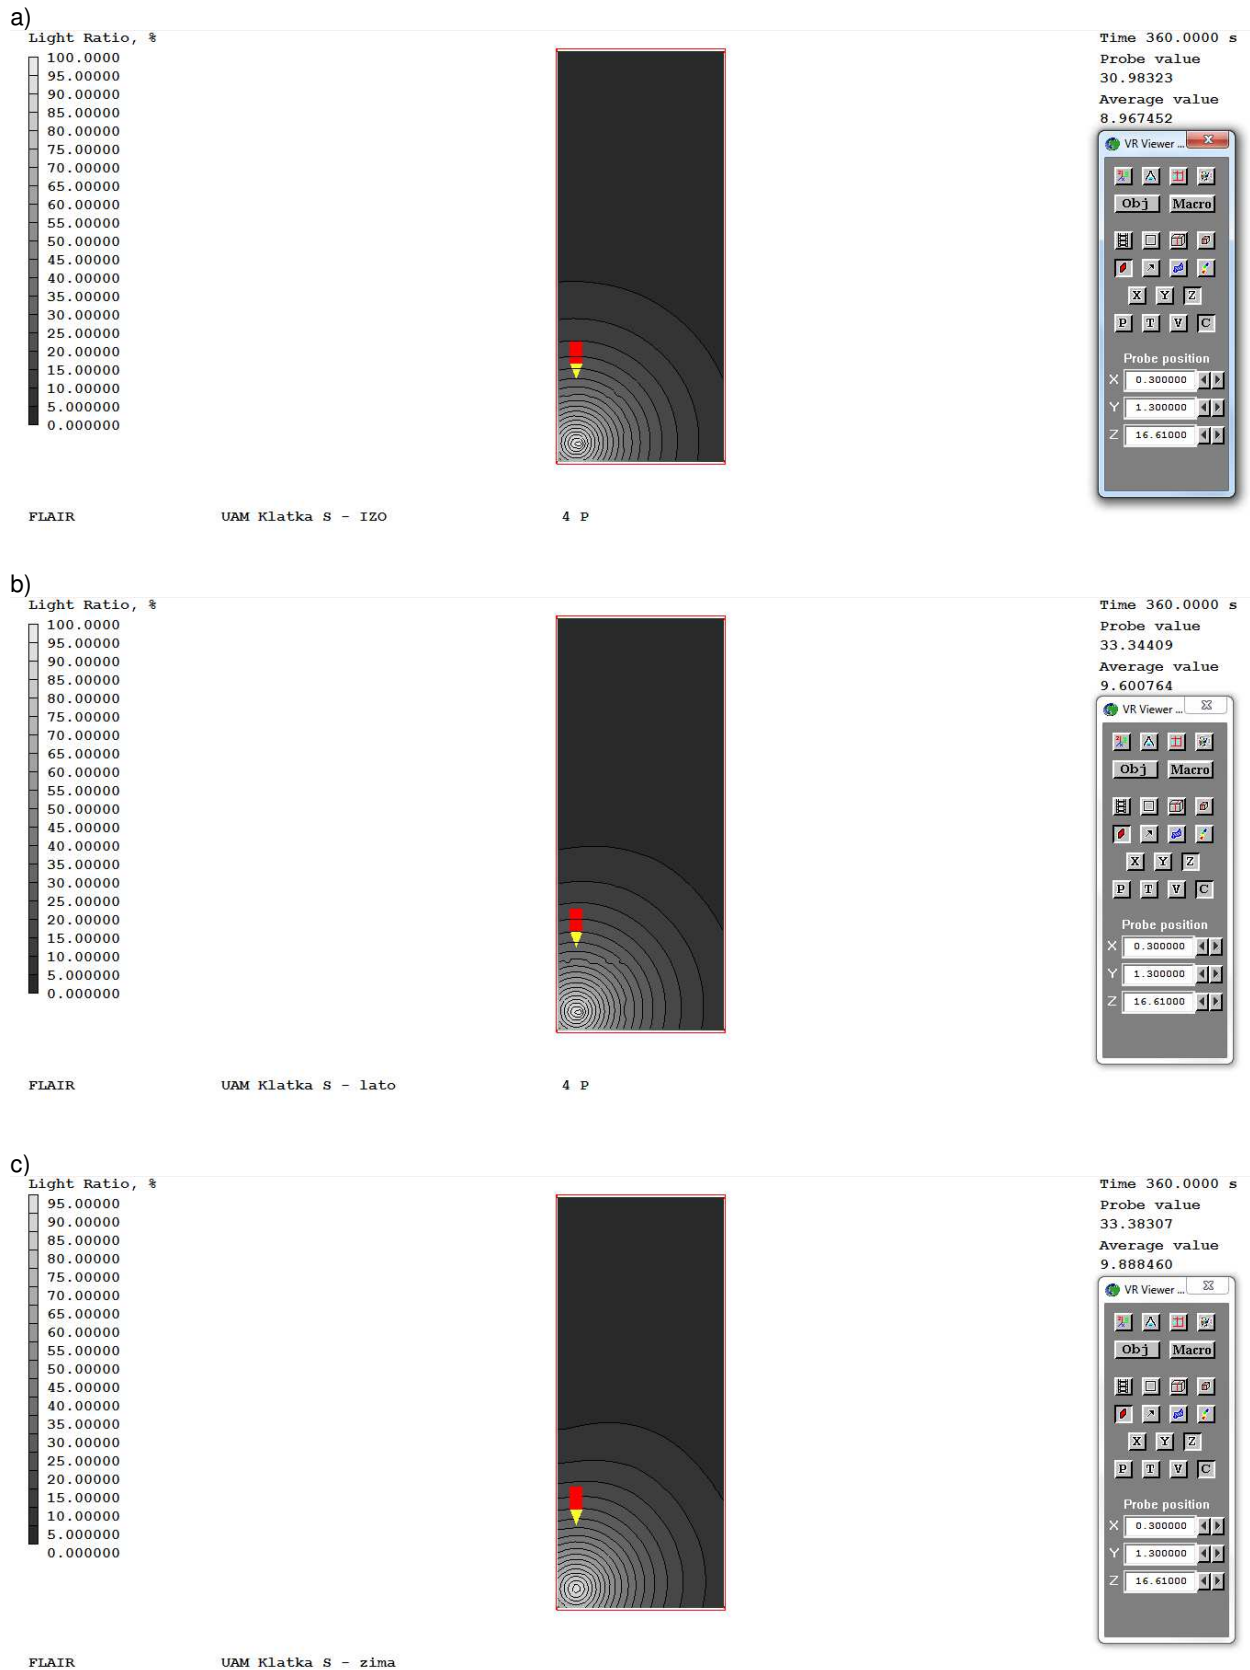 a)
Light Ratio, %
100.0000
95.00000
90.00000
85.00000
80.00000
75.00000
70.00000
65.00000
60.00000
55.00000
50.00000
45.00000
40.00000
35.00000
30.00000
25.00000
20.00000
15.00000
10.00000
5.000000
0.000000
Time 360.0000 s
Probe value
30.98323
Average value
8.967452
VR Viewer ...
Obj Macro
X Y Z
P T V C
Probe position
X 0.300000
Y 1.300000
Z 16.61000
FLAIR UAM Klatka S - IZO 4 P
b)
Light Ratio, %
100.0000
95.00000
90.00000
85.00000
80.00000
75.00000
70.00000
65.00000
60.00000
55.00000
50.00000
45.00000
40.00000
35.00000
30.00000
25.00000
20.00000
15.00000
10.00000
5.000000
0.000000
Time 360.0000 s
Probe value
33.34409
Average value
9.600764
VR Viewer ...
Obj Macro
X Y Z
P T V C
Probe position
X 0.300000
Y 1.300000
Z 16.61000
FLAIR UAM Klatka S - lato 4 P
c)
Light Ratio, %
95.00000
90.00000
85.00000
80.00000
75.00000
70.00000
65.00000
60.00000
55.00000
50.00000
45.00000
40.00000
35.00000
30.00000
25.00000
20.00000
15.00000
10.00000
5.000000
0.000000
Time 360.0000 s
Probe value
33.38307
Average value
9.888460
VR Viewer ...
Obj Macro
X Y Z
P T V C
Probe position
X 0.300000
Y 1.300000
Z 16.61000
FLAIR UAM Klatka S - zima